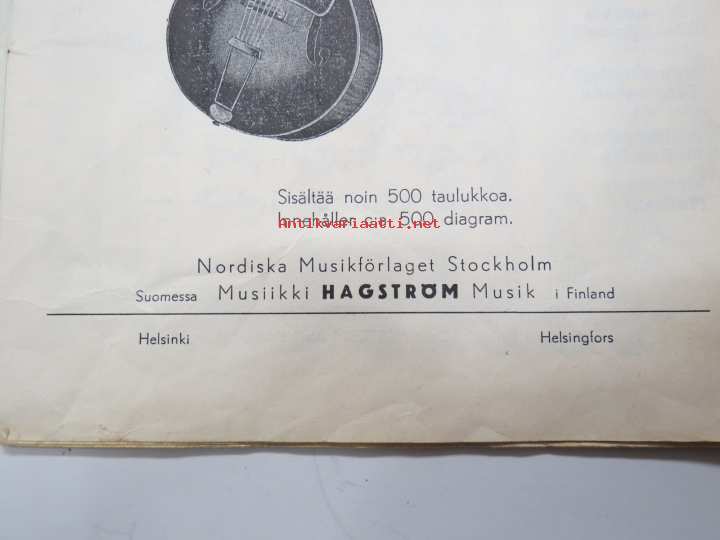 Sisältää noin 500 taulukkoa.
Innehåller c:a 500 diagram.
Antikvariaatti.net
Nordiska Musikförlaget Stockholm
Suomessa Musiikki HAGSTRÖM Musik i Finland
Helsinki Helsingfors